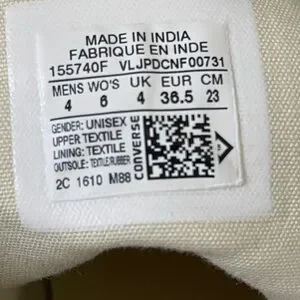 MADE IN INDIA
FABRIQUE EN INDE
155740F VLJPDCNF00731
MENS WO'S UK EUR CM
4 6 4 36.5 23
GENDER: UNISEX
UPPER TEXTILE
LINING: TEXTILE
OUTSOLE: TEXTILE/RUBBER
2C 1610 M88
CONVERSE